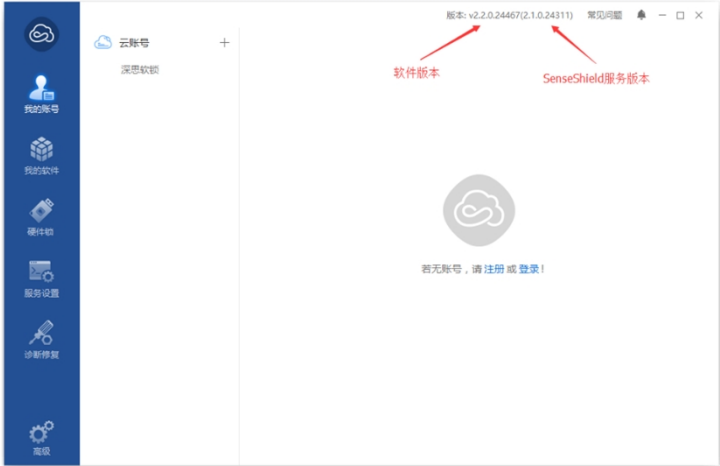 版本: v2.2.0.24467(2.1.0.24311) 常见问题
云账号
深思软锁
软件版本
SenseShield服务版本
我的账号
我的软件
硬件锁
服务设置
诊断修复
高级
若无账号，请 注册 或 登录！